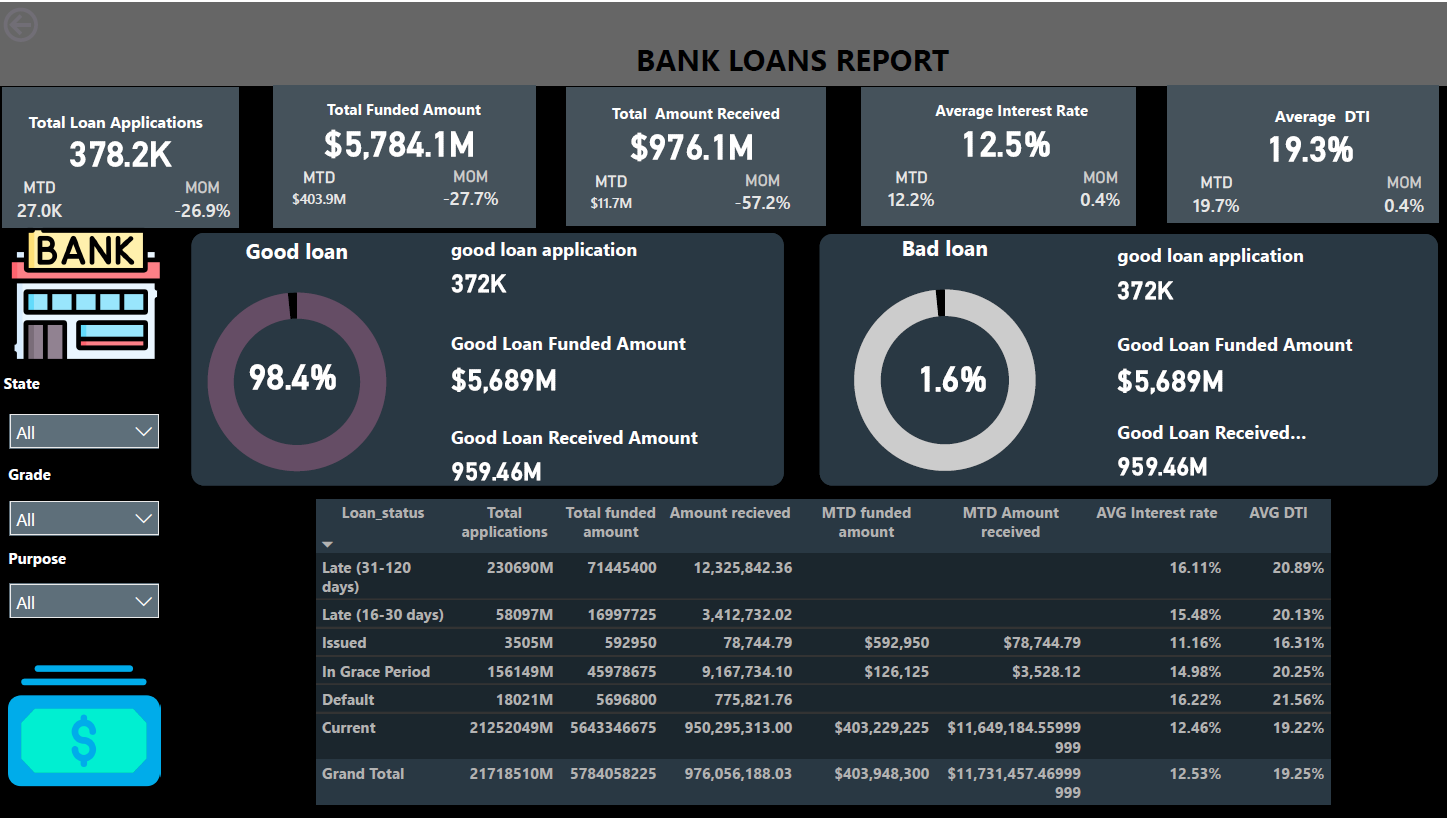 BANK LOANS REPORT
Total Loan Applications
378.2K
MTD MOM
27.0K -26.9%
Total Funded Amount
$5,784.1M
MTD MOM
$403.9M -27.7%
Total Amount Received
$976.1M
MTD MOM
$11.7M -57.2%
Average Interest Rate
12.5%
MTD MOM
12.2% 0.4%
Average DTI
19.3%
MTD MOM
19.7% 0.4%
BANK
State
All
Grade
All
Purpose
All
$
Good loan
98.4%
good loan application
372K
Good Loan Funded Amount
$5,689M
Good Loan Received Amount
959.46M
Bad loan
1.6%
good loan application
372K
Good Loan Funded Amount
$5,689M
Good Loan Received...
959.46M
Loan_status Total applications Total funded amount Amount recieved MTD funded amount MTD Amount received AVG Interest rate AVG DTI
Late (31-120 days) 230690M 71445400 12,325,842.36 16.11% 20.89%
Late (16-30 days) 58097M 16997725 3,412,732.02 15.48% 20.13%
Issued 3505M 592950 78,744.79 $592,950 $78,744.79 11.16% 16.31%
In Grace Period 156149M 45978675 9,167,734.10 $126,125 $3,528.12 14.98% 20.25%
Default 18021M 5696800 775,821.76 16.22% 21.56%
Current 21252049M 5643346675 950,295,313.00 $403,229,225 $11,649,184.55999999 12.46% 19.22%
Grand Total 21718510M 5784058225 976,056,188.03 $403,948,300 $11,731,457.46999999 12.53% 19.25%